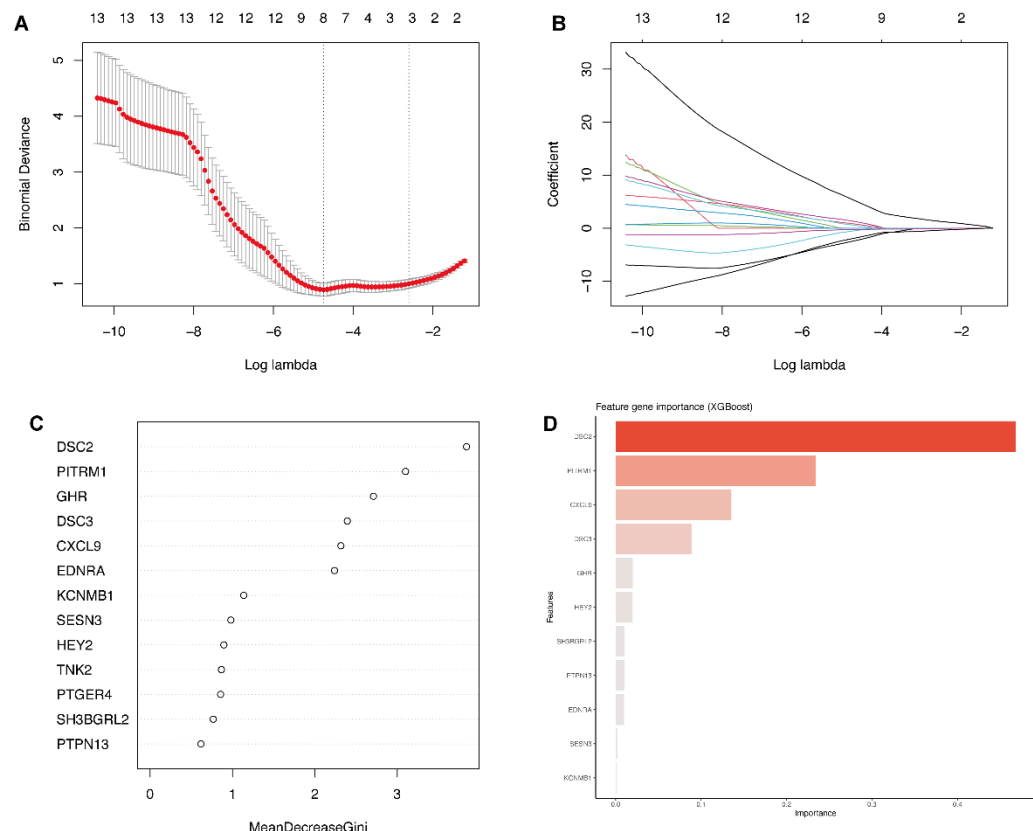 A
13 13 13 13 12 12 12 9 8 7 4 3 3 2 2
Binomial Deviance
5
4
3
2
1
−10 −8 −6 −4 −2
Log lambda
B
13 12 12 9 2
Coefficient
30
20
10
0
−10
−10 −8 −6 −4 −2
Log lambda
C
DSC2
PITRM1
GHR
DSC3
CXCL9
EDNRA
KCNMB1
SESN3
HEY2
TNK2
PTGER4
SH3BGRL2
PTPN13
0 1 2 3
MeanDecreaseGini
D
Feature gene importance (XGBoost)
Features
DSC2
PITRM1
CXCL9
DSC3
GHR
HEY2
SH3BGRL2
PTPN13
EDNRA
SESN3
KCNMB1
0.0 0.1 0.2 0.3 0.4
Importance